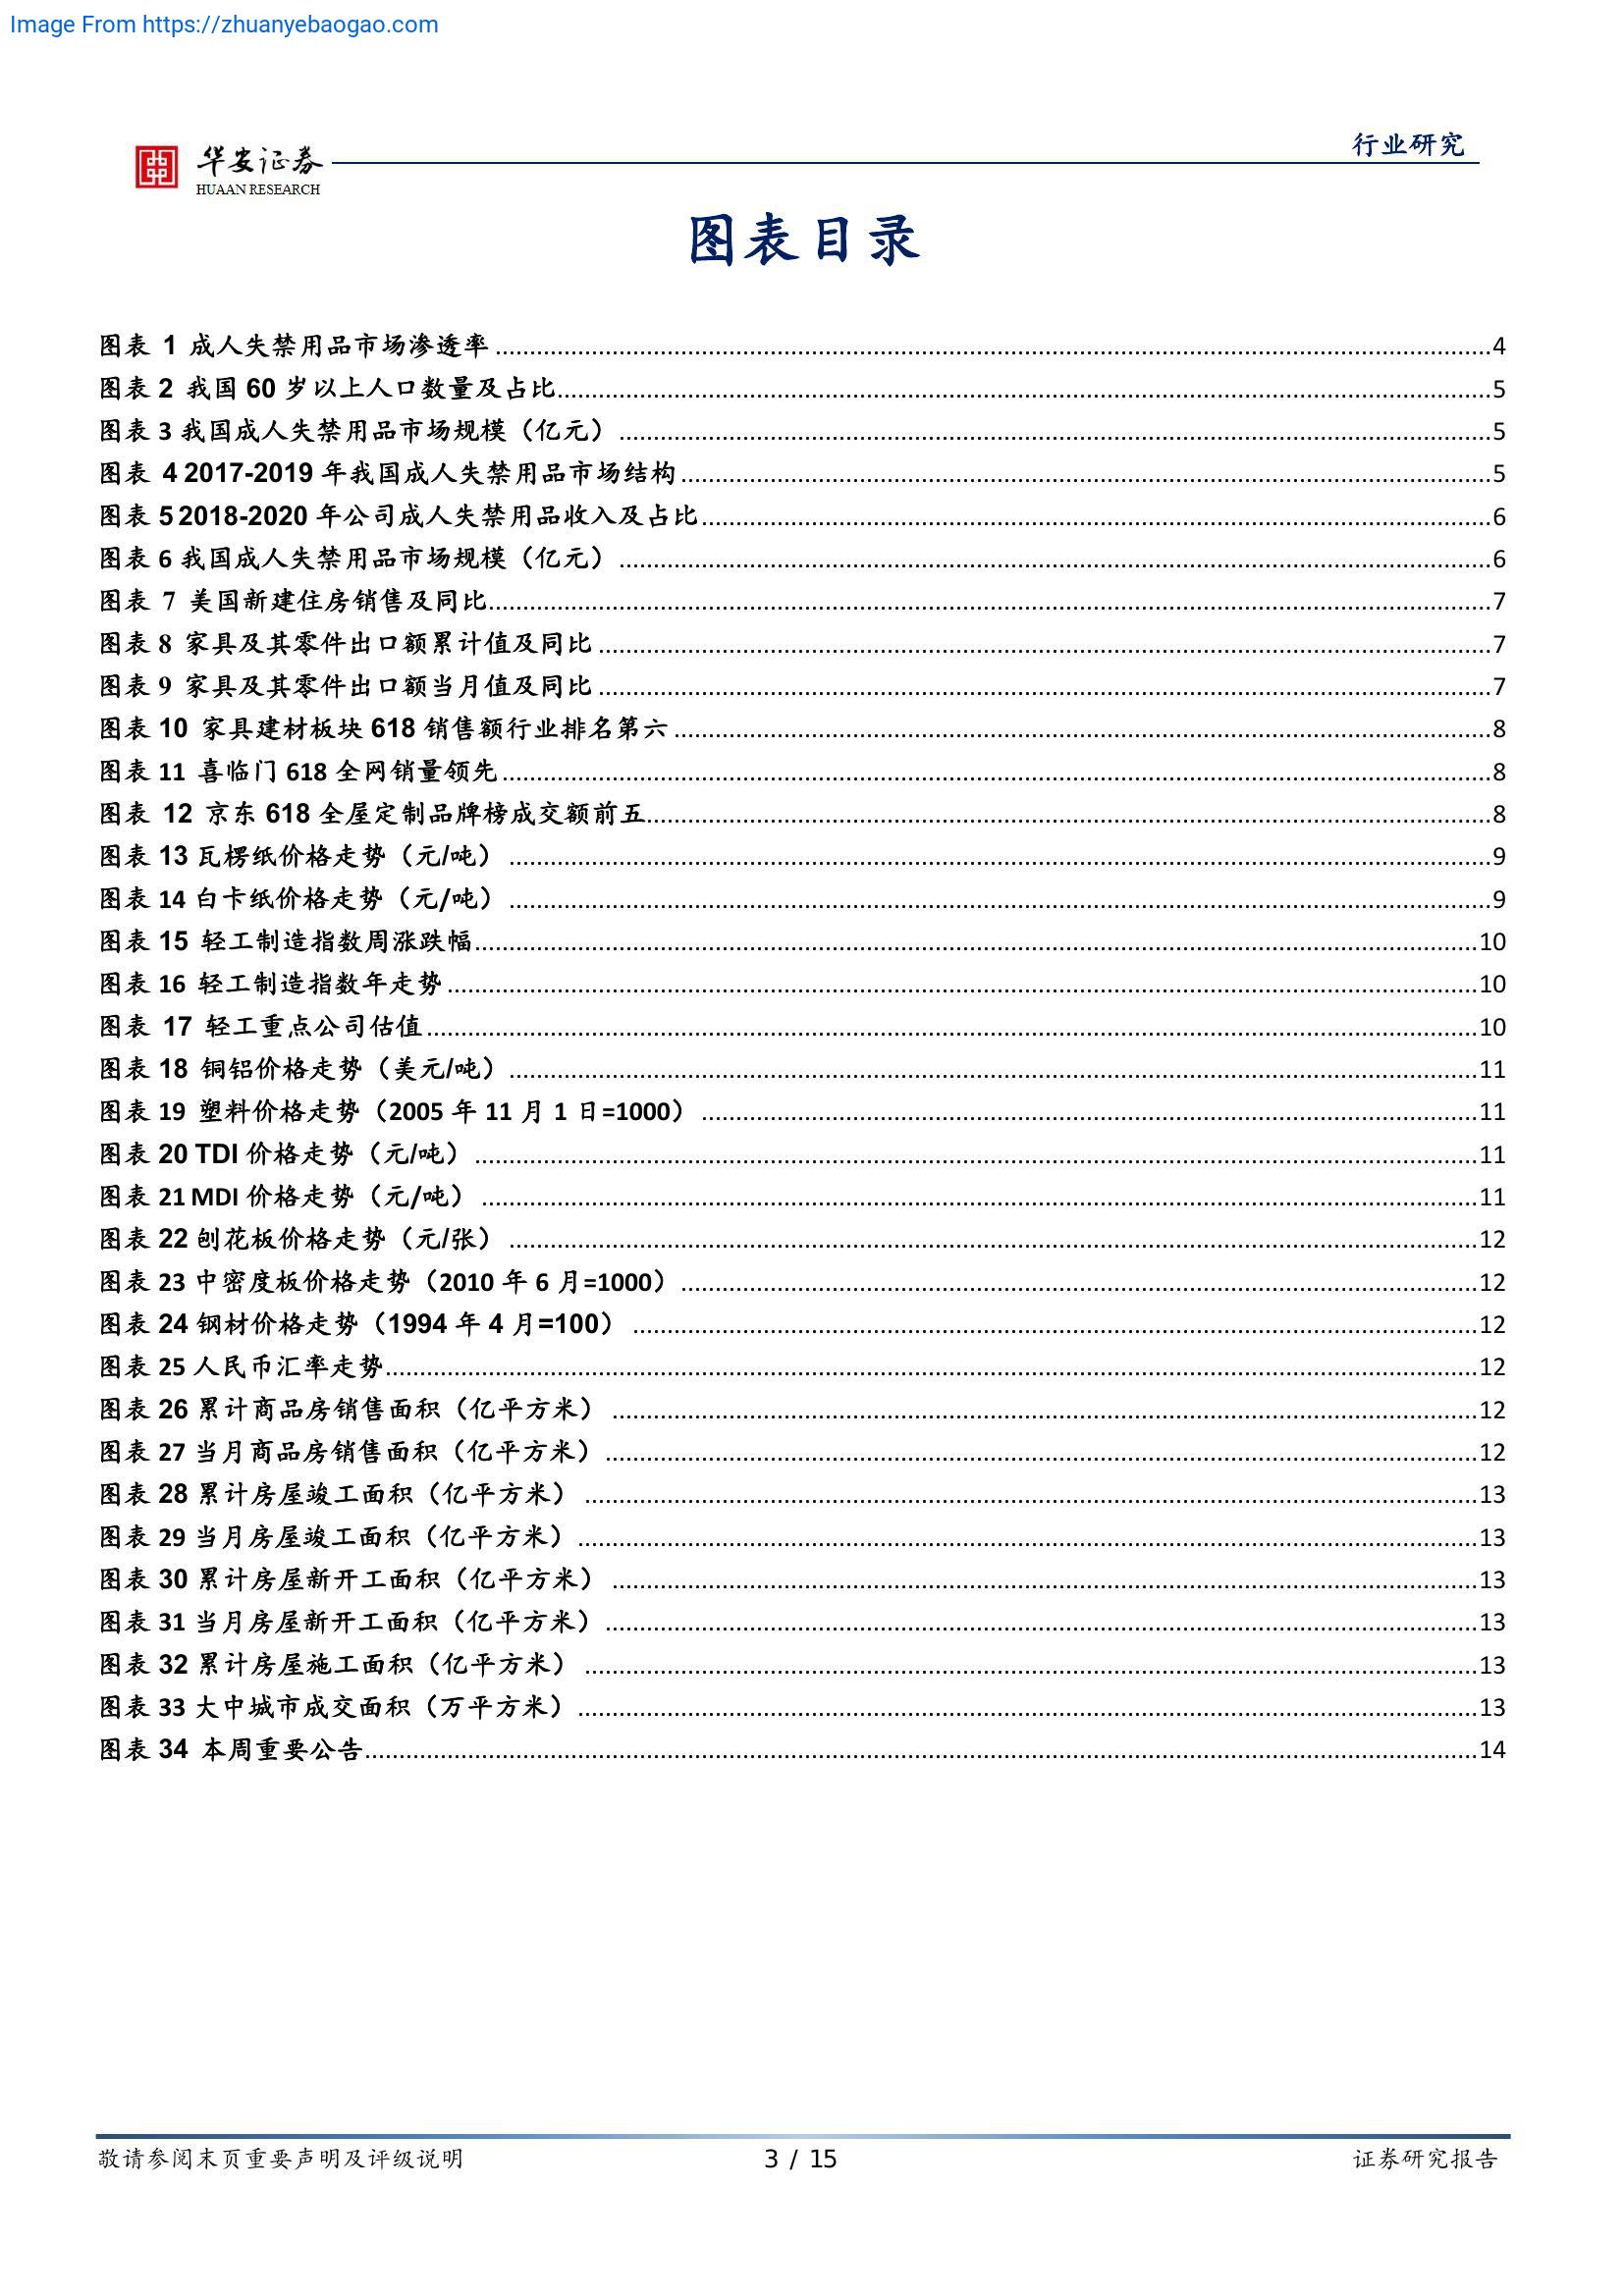 Image From https://zhuanyebaogao.com
行业研究
华安证券
HUAAN RESEARCH
图表目录
图表 1 成人失禁用品市场渗透率 ........ 4
图表 2 我国 60 岁以上人口数量及占比........ 5
图表 3 我国成人失禁用品市场规模（亿元） ........ 5
图表 4 2017-2019 年我国成人失禁用品市场结构 ........ 5
图表 5 2018-2020 年公司成人失禁用品收入及占比 ........ 6
图表 6 我国成人失禁用品市场规模（亿元） ........ 6
图表 7 美国新建住房销售及同比........ 7
图表 8 家具及其零件出口额累计值及同比 ........ 7
图表 9 家具及其零件出口额当月值及同比 ........ 7
图表 10 家具建材板块 618 销售额行业排名第六 ........ 8
图表 11 喜临门 618 全网销量领先 ........ 8
图表 12 京东 618 全屋定制品牌榜成交额前五........ 8
图表 13 瓦楞纸价格走势（元/吨） ........ 9
图表 14 白卡纸价格走势（元/吨） ........ 9
图表 15 轻工制造指数周涨跌幅........ 10
图表 16 轻工制造指数年走势 ........ 10
图表 17 轻工重点公司估值 ........ 10
图表 18 铜铝价格走势（美元/吨） ........ 11
图表 19 塑料价格走势（2005 年 11 月 1 日=1000） ........ 11
图表 20 TDI 价格走势（元/吨） ........ 11
图表 21 MDI 价格走势（元/吨） ........ 11
图表 22 刨花板价格走势（元/张） ........ 12
图表 23 中密度板价格走势（2010 年 6 月=1000） ........ 12
图表 24 钢材价格走势（1994 年 4 月=100） ........ 12
图表 25 人民币汇率走势........ 12
图表 26 累计商品房销售面积（亿平方米） ........ 12
图表 27 当月商品房销售面积（亿平方米） ........ 12
图表 28 累计房屋竣工面积（亿平方米） ........ 13
图表 29 当月房屋竣工面积（亿平方米） ........ 13
图表 30 累计房屋新开工面积（亿平方米） ........ 13
图表 31 当月房屋新开工面积（亿平方米） ........ 13
图表 32 累计房屋施工面积（亿平方米） ........ 13
图表 33 大中城市成交面积（万平方米） ........ 13
图表 34 本周重要公告........ 14
敬请参阅末页重要声明及评级说明
3 / 15
证券研究报告